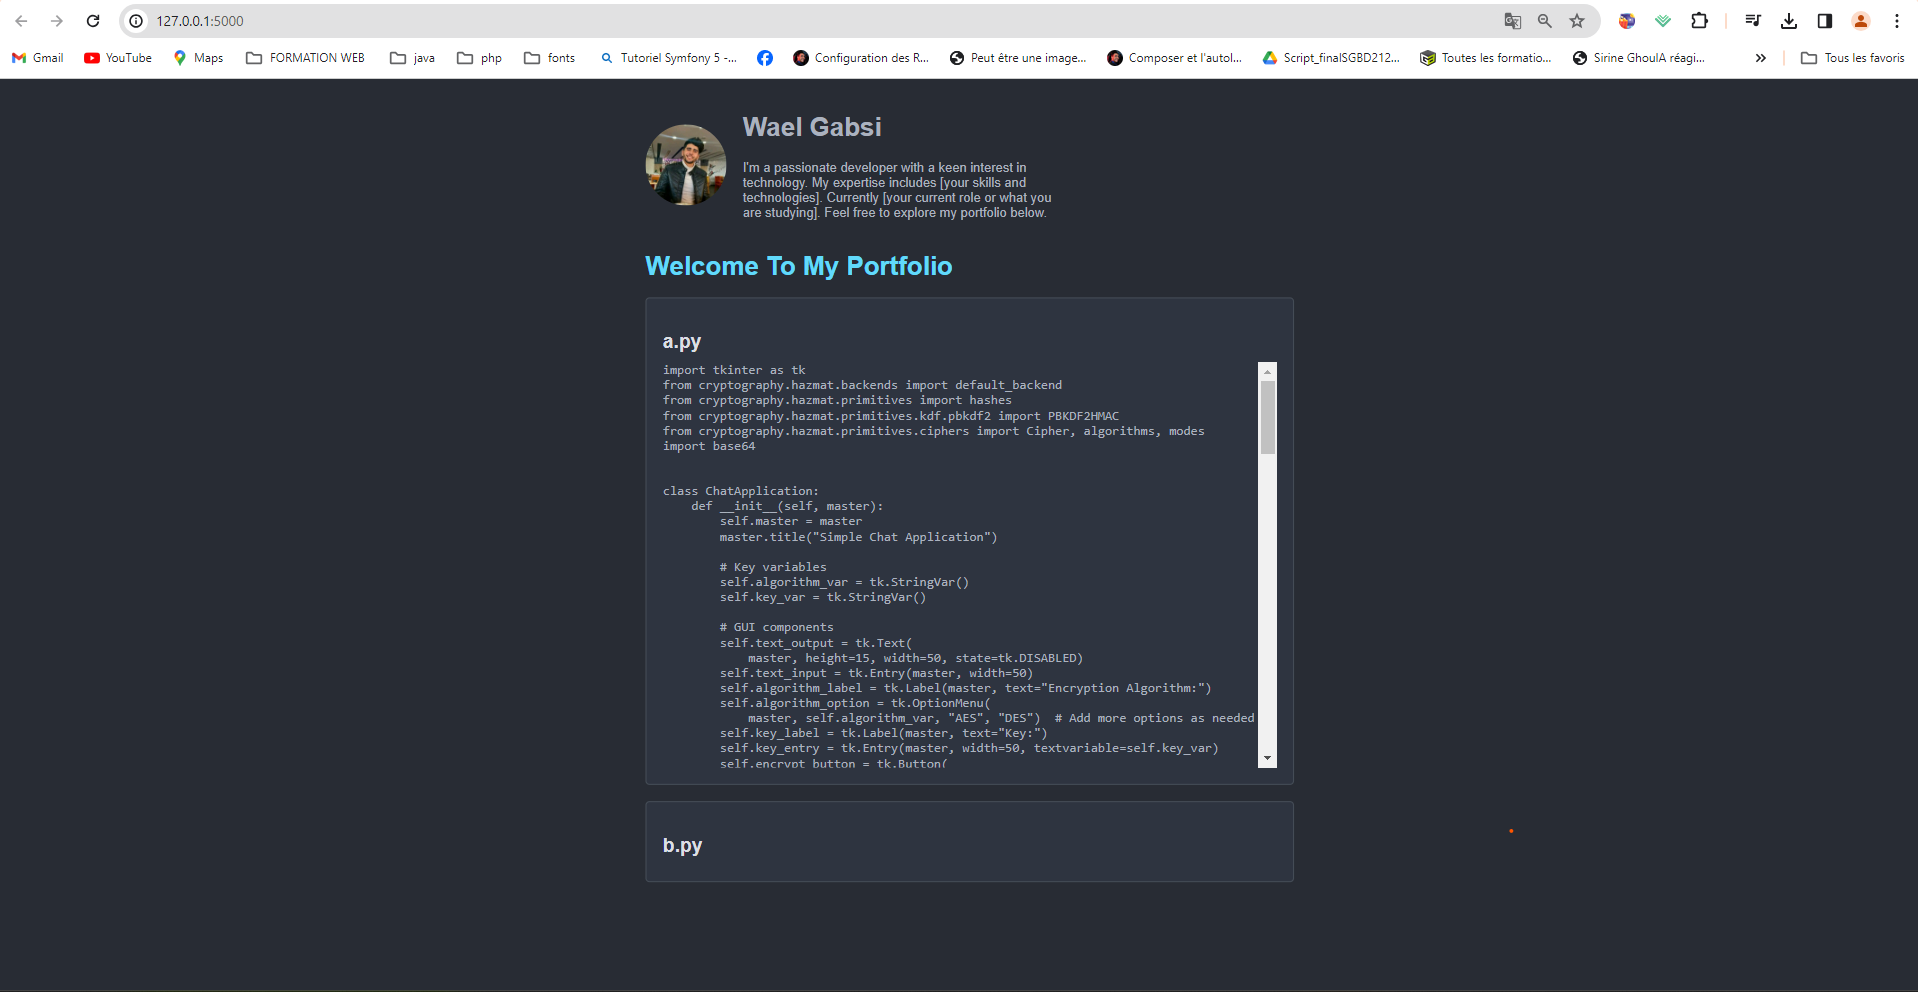 127.0.0.1:5000
Gmail
YouTube
Maps
FORMATION WEB
java
php
fonts
Tutoriel Symfony 5 -...
Configuration des R...
Peut être une image...
Composer et l'autol...
Script_finalSGBD212...
Toutes les formatio...
Sirine GhoulA réagi...
Tous les favoris
Wael Gabsi
I'm a passionate developer with a keen interest in
technology. My expertise includes [your skills and
technologies]. Currently [your current role or what you
are studying]. Feel free to explore my portfolio below.
Welcome To My Portfolio
a.py
import tkinter as tk
from cryptography.hazmat.backends import default_backend
from cryptography.hazmat.primitives import hashes
from cryptography.hazmat.primitives.kdf.pbkdf2 import PBKDF2HMAC
from cryptography.hazmat.primitives.ciphers import Cipher, algorithms, modes
import base64
class ChatApplication:
    def __init__(self, master):
        self.master = master
        master.title("Simple Chat Application")
        # Key variables
        self.algorithm_var = tk.StringVar()
        self.key_var = tk.StringVar()
        # GUI components
        self.text_output = tk.Text(
            master, height=15, width=50, state=tk.DISABLED)
        self.text_input = tk.Entry(master, width=50)
        self.algorithm_label = tk.Label(master, text="Encryption Algorithm:")
        self.algorithm_option = tk.OptionMenu(
            master, self.algorithm_var, "AES", "DES")  # Add more options as needed
        self.key_label = tk.Label(master, text="Key:")
        self.key_entry = tk.Entry(master, width=50, textvariable=self.key_var)
        self.encrypt_button = tk.Button(
b.py